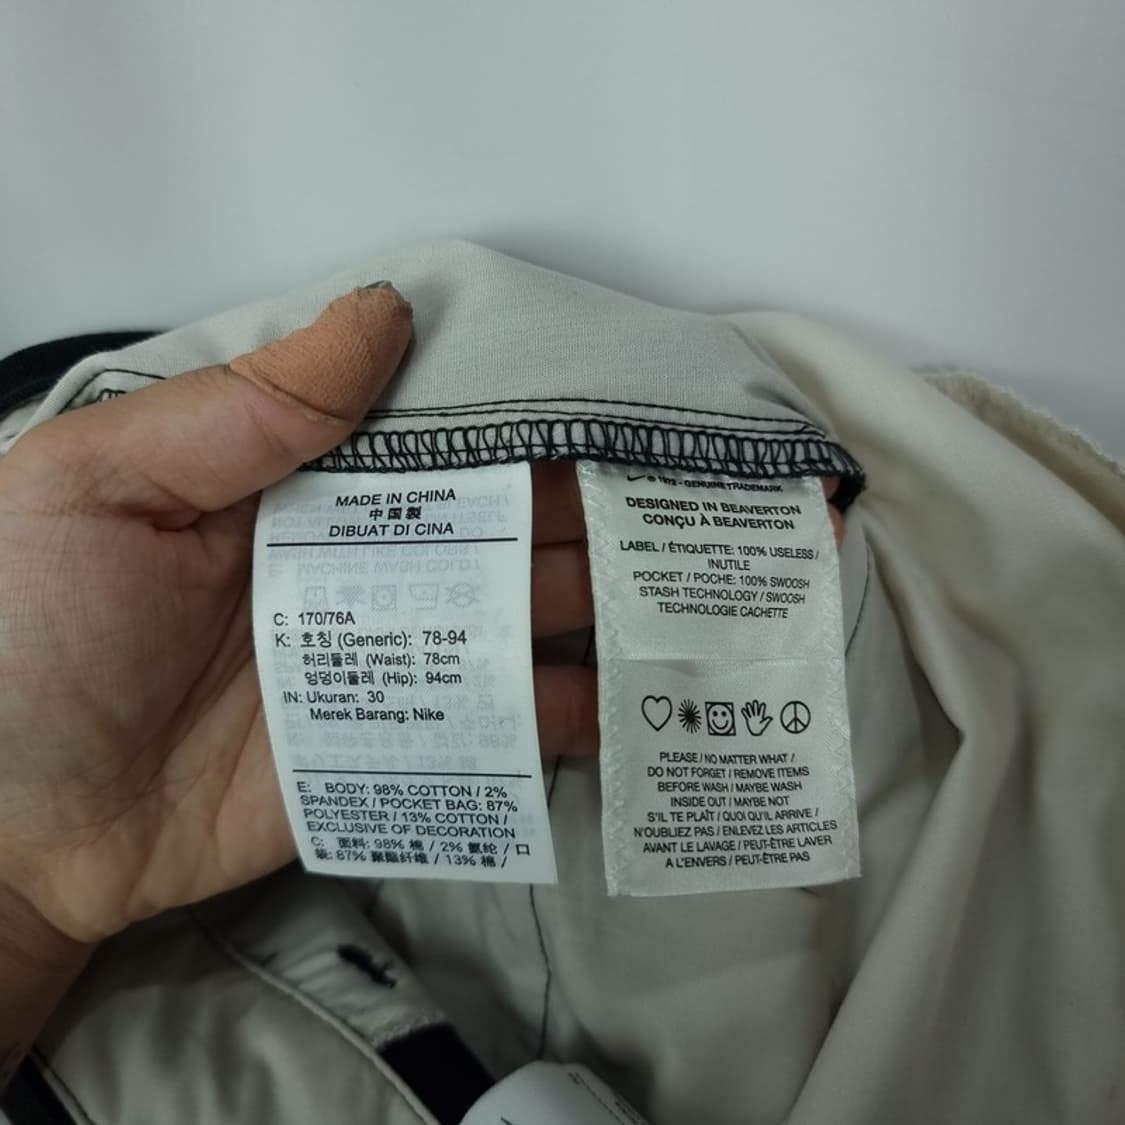 MADE IN CHINA
中国製
DIBUAT DI CINA
C: 170/76A
K: 호칭 (Generic): 78-94
허리둘레 (Waist): 78cm
엉덩이둘레 (Hip): 94cm
IN: Ukuran: 30
Merek Barang: Nike
E: BODY: 98% COTTON / 2%
SPANDEX / POCKET BAG: 87%
POLYESTER / 13% COTTON /
EXCLUSIVE OF DECORATION
C: 面料: 98% 棉 / 2% 氨纶 / 口
袋: 87% 聚酯纤维 / 13% 棉 /
© 1972 - GENUINE TRADEMARK
DESIGNED IN BEAVERTON
CONÇU À BEAVERTON
LABEL / ÉTIQUETTE: 100% USELESS /
INUTILE
POCKET / POCHE: 100% SWOOSH
STASH TECHNOLOGY / SWOOSH
TECHNOLOGIE CACHETTE
PLEASE / NO MATTER WHAT /
DO NOT FORGET / REMOVE ITEMS
BEFORE WASH / MAYBE WASH
INSIDE OUT / MAYBE NOT
S'IL TE PLAÎT / QUOI QU'IL ARRIVE /
N'OUBLIEZ PAS / ENLEVEZ LES ARTICLES
AVANT LE LAVAGE / PEUT-ÊTRE LAVER
A L'ENVERS / PEUT-ÊTRE PAS